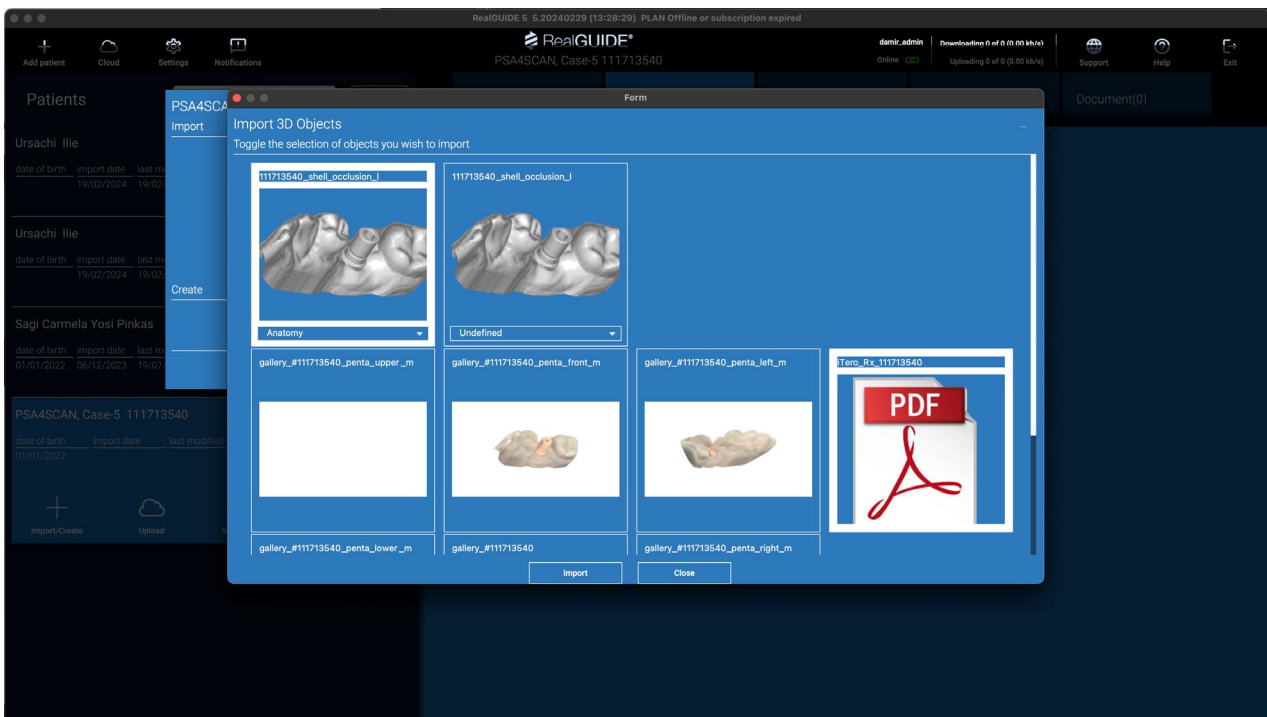 RealGUIDE 5 5.20240229 (13:28:29) PLAN Offline or subscription expired
Add patient
Cloud
Settings
Notifications
RealGUIDE®
PSA4SCAN, Case-5 111713540
damir_admin
Online
Downloading 0 of 0 (0.00 kb/s)
Uploading 0 of 0 (0.00 kb/s)
Support
Help
Exit
Patients
Document(0)
Ursachi Ilie
date of birth import date
19/02/2024
Ursachi Ilie
date of birth import date
19/02/2024
Sagi Carmela Yosi Pinkas
date of birth import date
01/01/2022 06/12/2023
PSA4SCAN, Case-5 111713540
date of birth import date last modified
01/01/2022
Import/Create
Upload
Import
Create
Form
Import 3D Objects
...
Toggle the selection of objects you wish to import
111713540_shell_occlusion_l
111713540_shell_occlusion_l
Anatomy
Undefined
gallery_#111713540_penta_upper_m
gallery_#111713540_penta_front_m
gallery_#111713540_penta_left_m
iTero_Rx_111713540
PDF
gallery_#111713540_penta_lower_m
gallery_#111713540
gallery_#111713540_penta_right_m
Import
Close